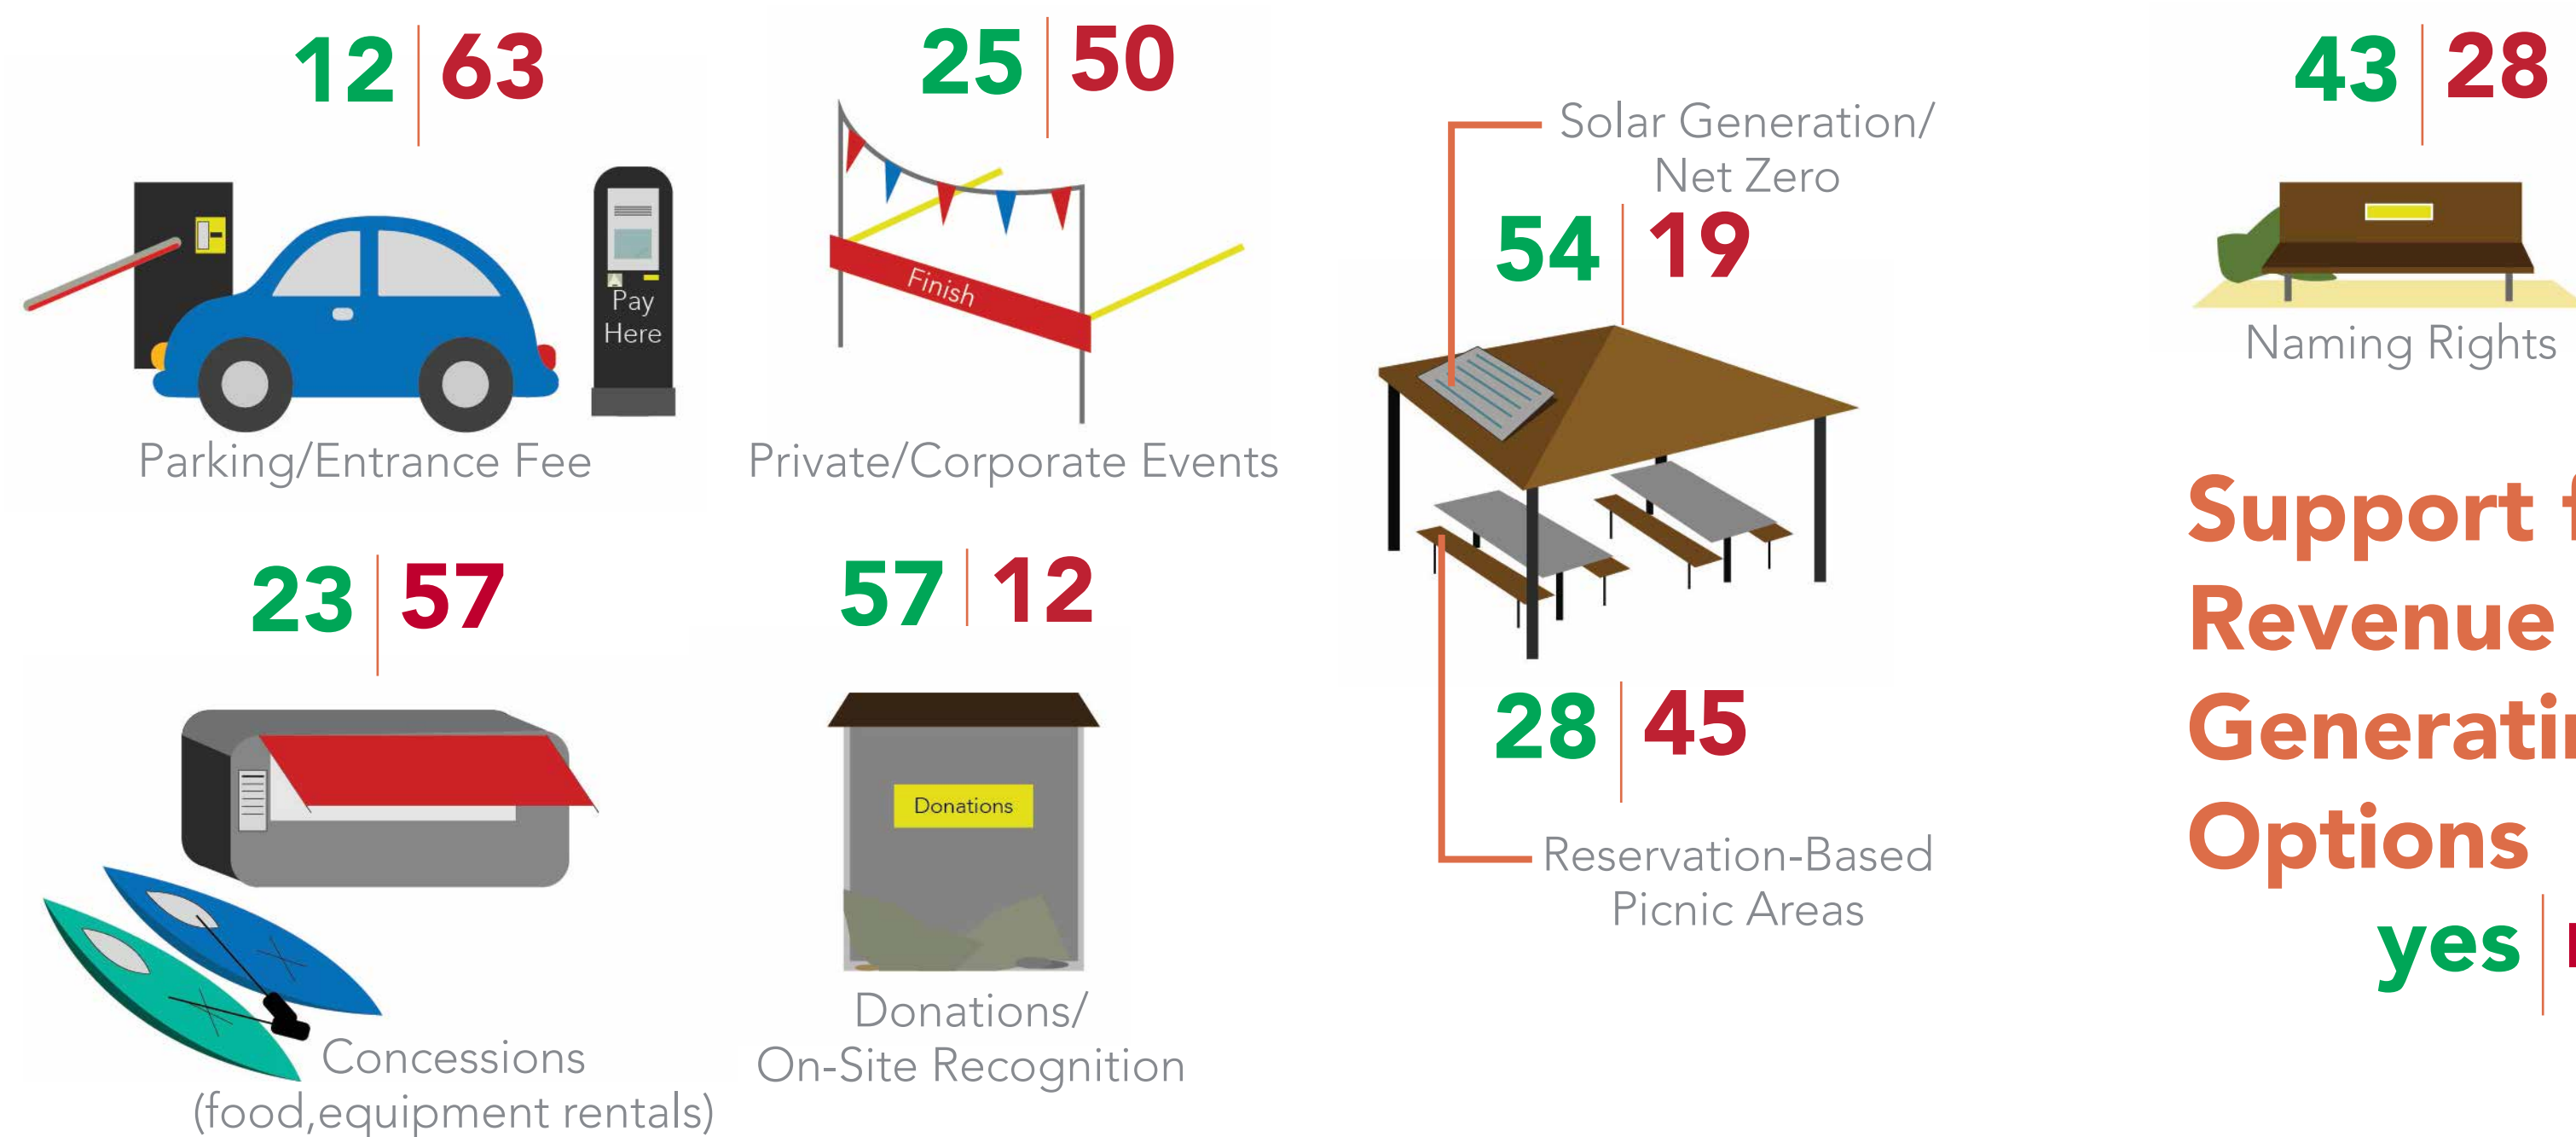 12 | 63
Pay
Here
Parking/Entrance Fee
25 | 50
Finish
Private/Corporate Events
Solar Generation/
Net Zero
54 | 19
28 | 45
Reservation-Based
Picnic Areas
43 | 28
Naming Rights
23 | 57
Concessions
(food,equipment rentals)
57 | 12
Donations
Donations/
On-Site Recognition
Support
Revenue
Options
yes |